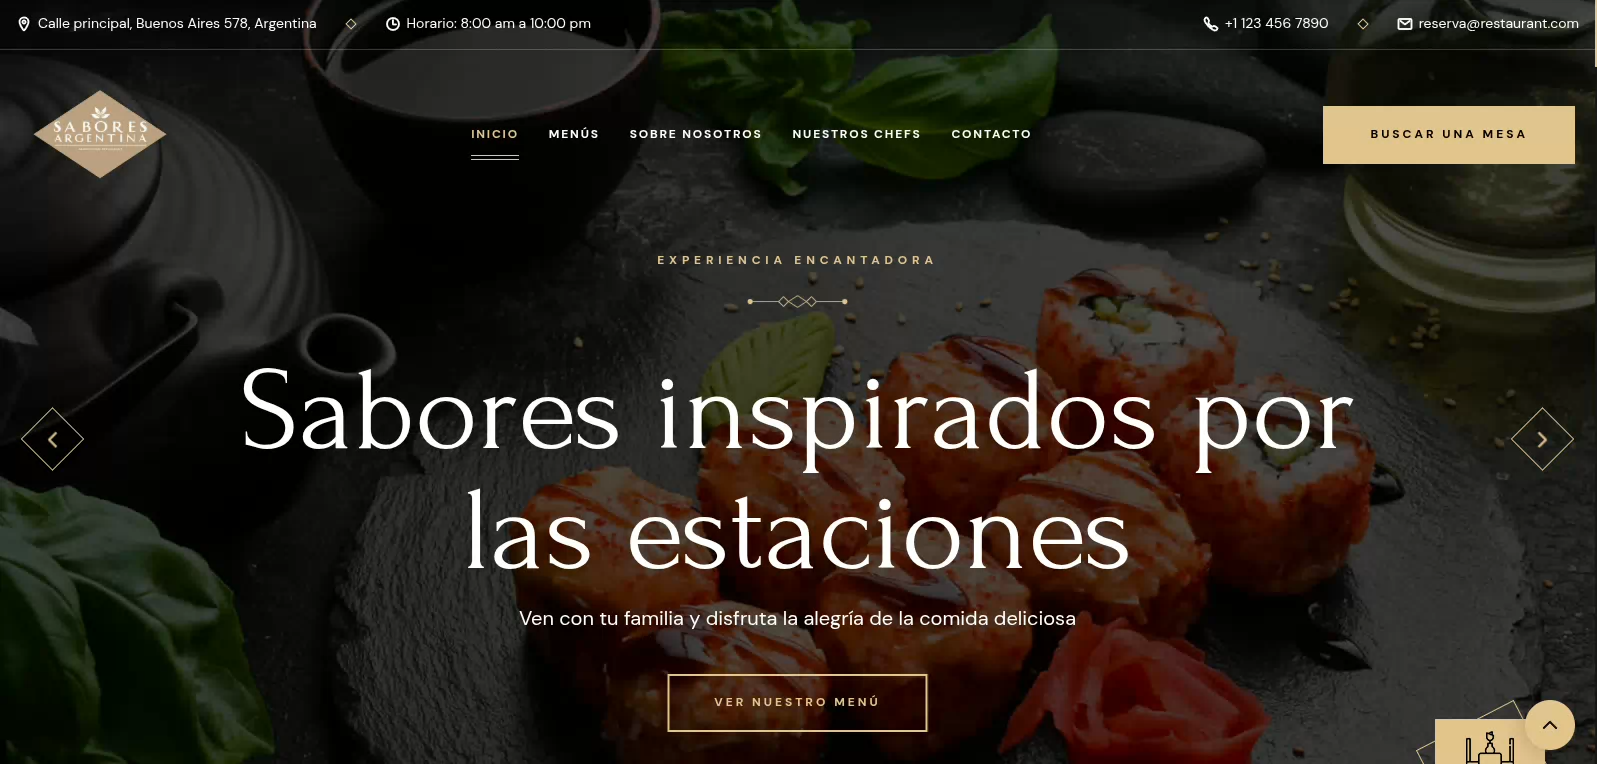 Calle principal, Buenos Aires 578, Argentina
Horario: 8:00 am a 10:00 pm
+1 123 456 7890
reserva@restaurant.com
SABORES
ARGENTINA
INICIO
MENÚS
SOBRE NOSOTROS
NUESTROS CHEFS
CONTACTO
BUSCAR UNA MESA
EXPERIENCIA ENCANTADORA
Sabores inspirados por
las estaciones
Ven con tu familia y disfruta la alegría de la comida deliciosa
VER NUESTRO MENÚ